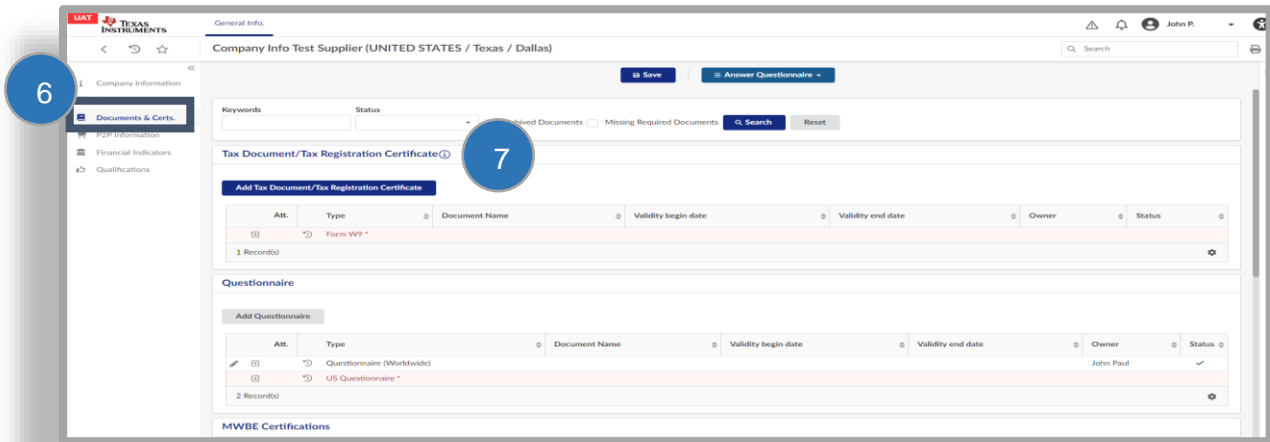 UAT
TEXAS INSTRUMENTS
General Info.
John P.
Company Info Test Supplier (UNITED STATES / Texas / Dallas)
Search
6
Company Information
Documents & Certs.
P2P Information
Financial Indicators
Qualifications
Save
Answer Questionnaire
Keywords
Status
hived Documents
Missing Required Documents
Search
Reset
Tax Document/Tax Registration Certificate
7
Add Tax Document/Tax Registration Certificate
Att. Type Document Name Validity begin date Validity end date Owner Status
Form W9 *
1 Record(s)
Questionnaire
Add Questionnaire
Att. Type Document Name Validity begin date Validity end date Owner Status
Questionnaire (Worldwide) John Paul
US Questionnaire *
2 Record(s)
MWBE Certifications